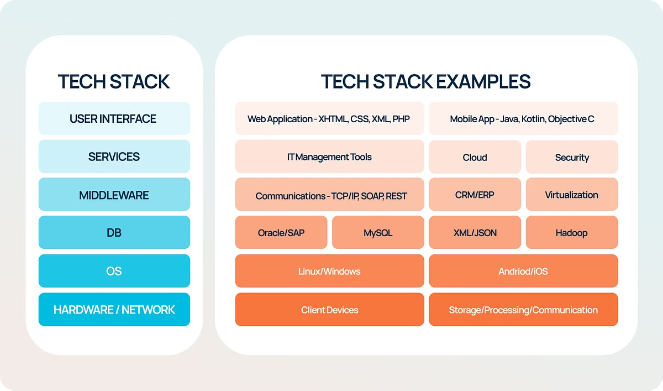 TECH STACK
USER INTERFACE
SERVICES
MIDDLEWARE
DB
OS
HARDWARE / NETWORK
TECH STACK EXAMPLES
Web Application - XHTML, CSS, XML, PHP
Mobile App - Java, Kotlin, Objective C
IT Management Tools
Cloud
Security
Communications - TCP/IP, SOAP, REST
CRM/ERP
Virtualization
Oracle/SAP
MySQL
XML/JSON
Hadoop
Linux/Windows
Andriod/iOS
Client Devices
Storage/Processing/Communication